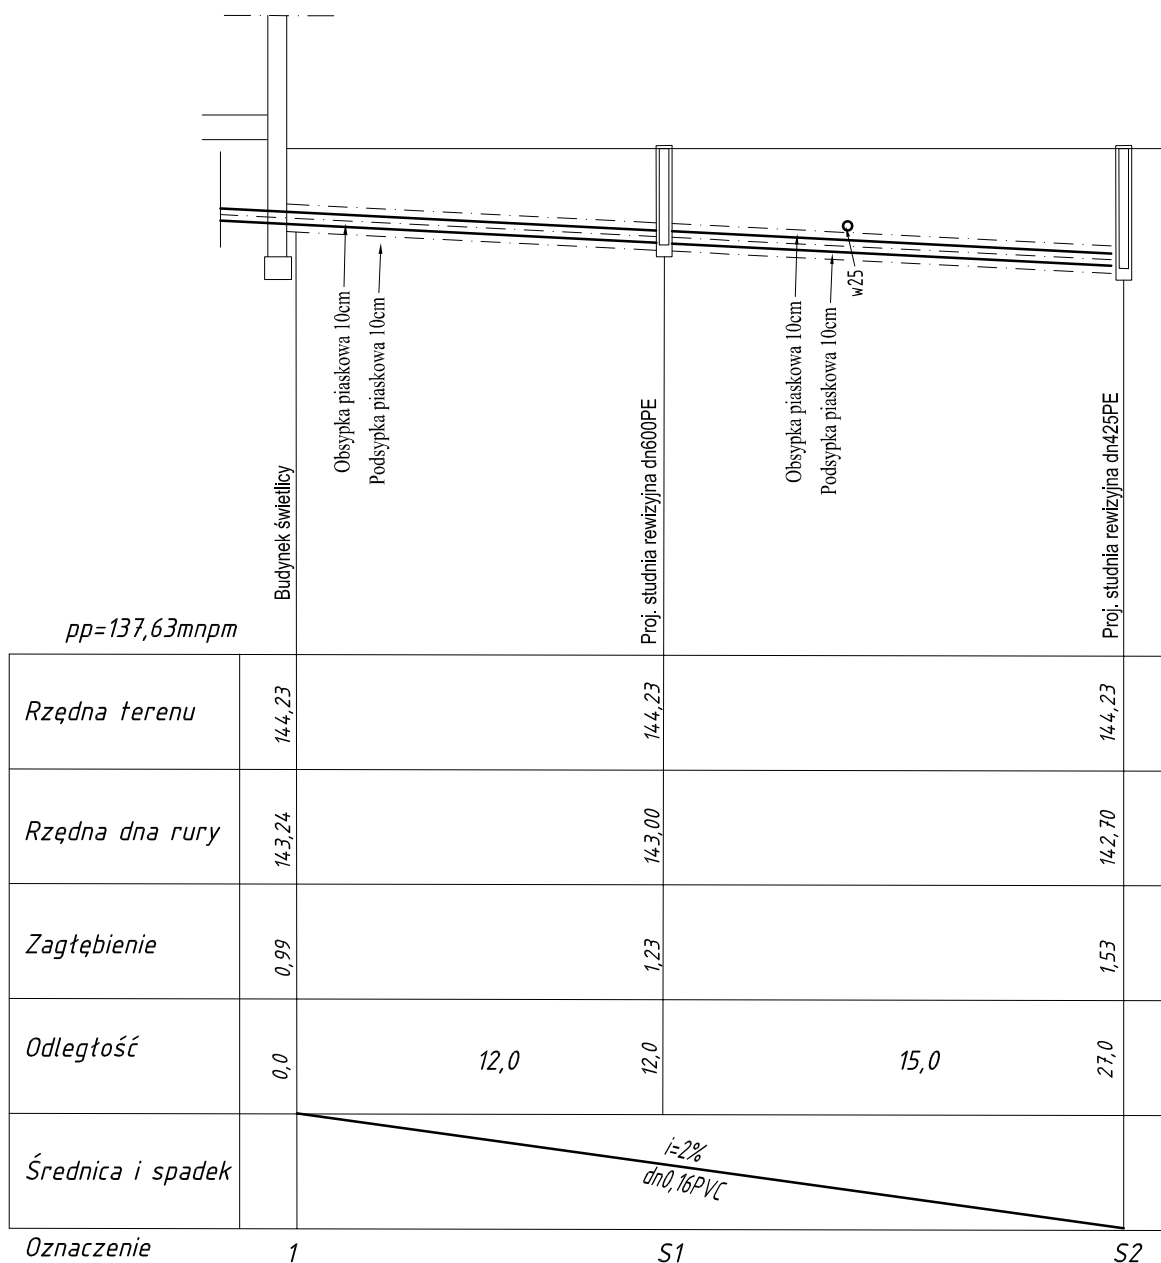 w25
Obsypka piaskowa 10cm
Podsypka piaskowa 10cm
Obsypka piaskowa 10cm
Podsypka piaskowa 10cm
Budynek świetlicy
Proj. studnia rewizyjna dn600PE
Proj. studnia rewizyjna dn425PE
pp=137,63mnpm
Rzędna terenu 144,23 144,23 144,23
Rzędna dna rury 143,24 143,00 142,70
Zagłębienie 0,99 1,23 1,53
Odległość 0,0 12,0 12,0 15,0 27,0
Średnica i spadek
i=2%
dn0,16PVC
Oznaczenie 1 S1 S2